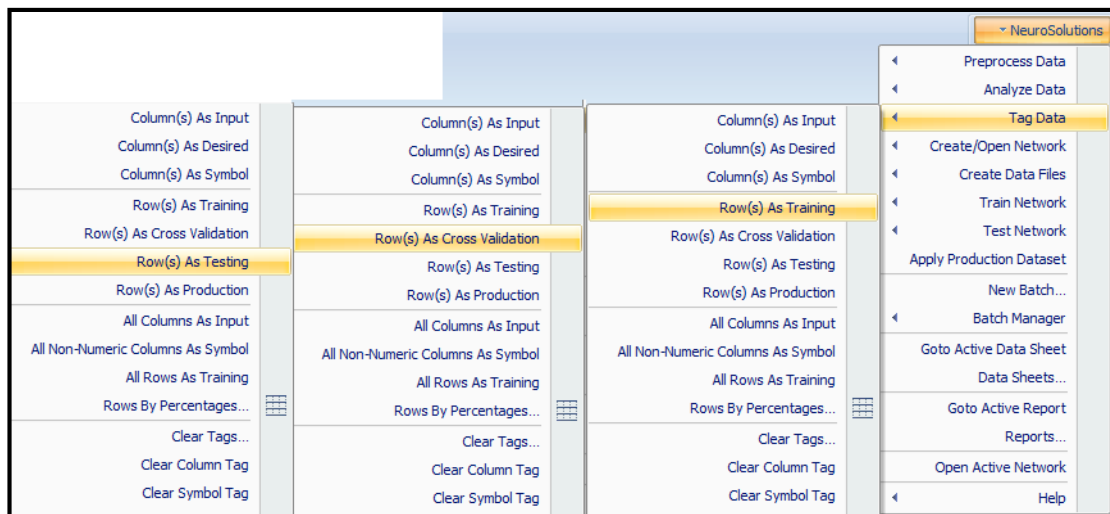 NeuroSolutions
Preprocess Data
Analyze Data
Tag Data
Create/Open Network
Create Data Files
Train Network
Test Network
Apply Production Dataset
New Batch...
Batch Manager
Goto Active Data Sheet
Data Sheets...
Goto Active Report
Reports...
Open Active Network
Help
Column(s) As Input
Column(s) As Desired
Column(s) As Symbol
Row(s) As Training
Row(s) As Cross Validation
Row(s) As Testing
Row(s) As Production
All Columns As Input
All Non-Numeric Columns As Symbol
All Rows As Training
Rows By Percentages...
Clear Tags...
Clear Column Tag
Clear Symbol Tag
Column(s) As Input
Column(s) As Desired
Column(s) As Symbol
Row(s) As Training
Row(s) As Cross Validation
Row(s) As Testing
Row(s) As Production
All Columns As Input
All Non-Numeric Columns As Symbol
All Rows As Training
Rows By Percentages...
Clear Tags...
Clear Column Tag
Clear Symbol Tag
Column(s) As Input
Column(s) As Desired
Column(s) As Symbol
Row(s) As Training
Row(s) As Cross Validation
Row(s) As Testing
Row(s) As Production
All Columns As Input
All Non-Numeric Columns As Symbol
All Rows As Training
Rows By Percentages...
Clear Tags...
Clear Column Tag
Clear Symbol Tag